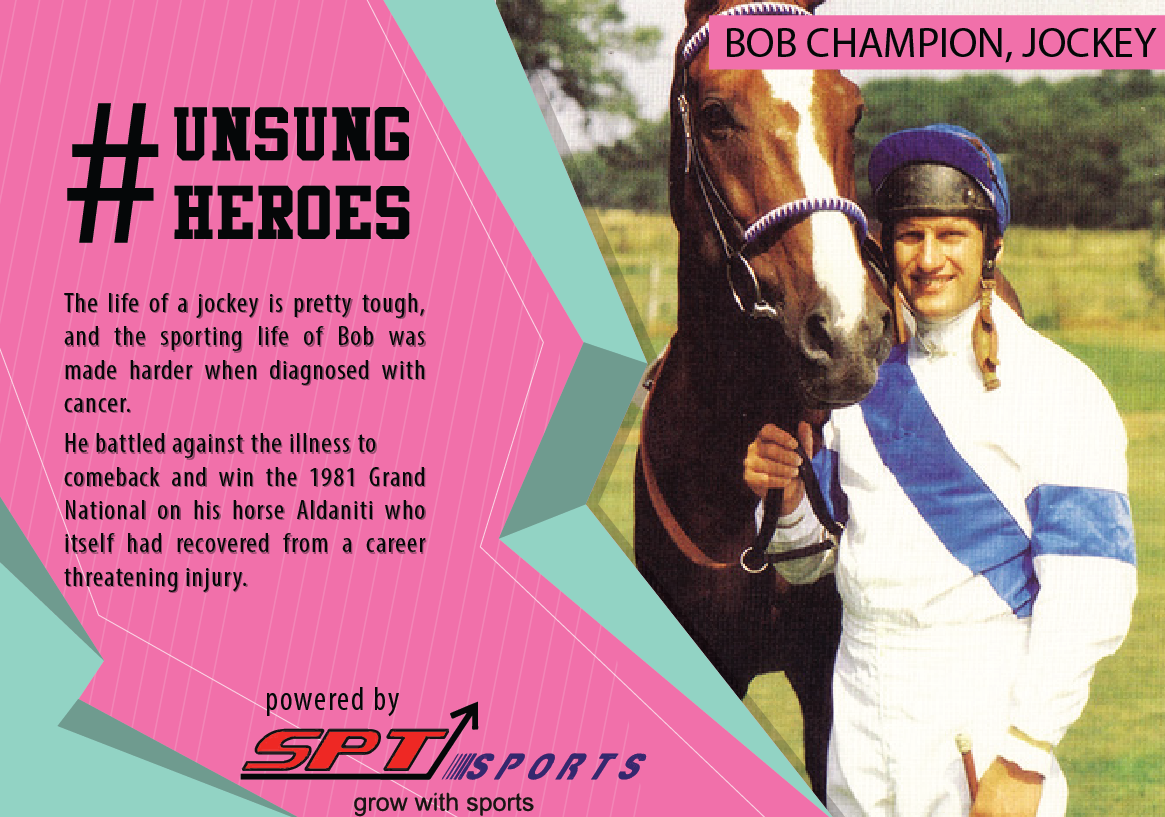 BOB CHAMPION, JOCKEY
# UNSUNG
HEROES
The life of a jockey is pretty tough,
and the sporting life of Bob was
made harder when diagnosed with
cancer.
He battled against the illness to
comeback and win the 1981 Grand
National on his horse Aldaniti who
itself had recovered from a career
threatening injury.
powered by
SPT SPORTS
grow with sports